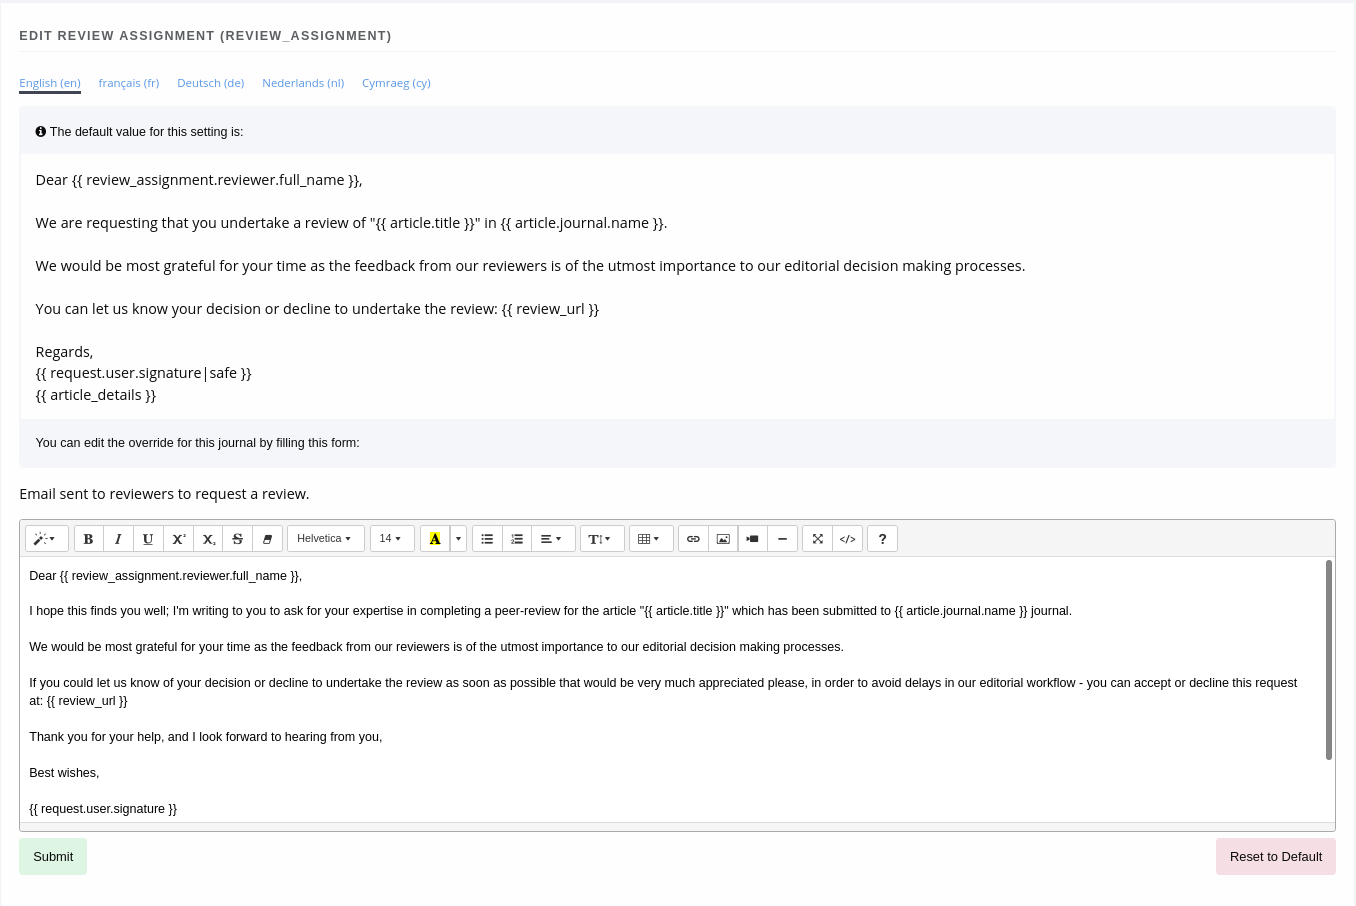 EDIT REVIEW ASSIGNMENT (REVIEW_ASSIGNMENT)
English (en) français (fr) Deutsch (de) Nederlands (nl) Cymraeg (cy)
The default value for this setting is:
Dear {{ review_assignment.reviewer.full_name }},
We are requesting that you undertake a review of "{{ article.title }}" in {{ article.journal.name }}.
We would be most grateful for your time as the feedback from our reviewers is of the utmost importance to our editorial decision making processes.
You can let us know your decision or decline to undertake the review: {{ review_url }}
Regards,
{{ request.user.signature|safe }}
{{ article_details }}
You can edit the override for this journal by filling this form:
Email sent to reviewers to request a review.
B I U X² X₂ S Helvetica 14 A T </> ?
Dear {{ review_assignment.reviewer.full_name }},
I hope this finds you well; I'm writing to you to ask for your expertise in completing a peer-review for the article "{{ article.title }}" which has been submitted to {{ article.journal.name }} journal.
We would be most grateful for your time as the feedback from our reviewers is of the utmost importance to our editorial decision making processes.
If you could let us know of your decision or decline to undertake the review as soon as possible that would be very much appreciated please, in order to avoid delays in our editorial workflow - you can accept or decline this request
at: {{ review_url }}
Thank you for your help, and I look forward to hearing from you,
Best wishes,
{{ request.user.signature }}
Submit Reset to Default